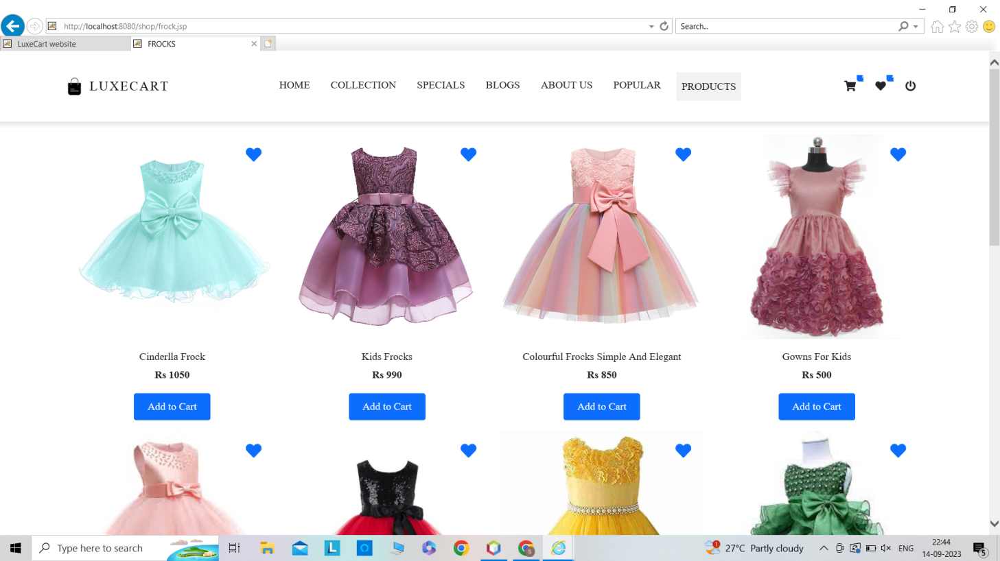 http://localhost:8080/shop/frock.jsp
Search...
LuxeCart website
FROCKS
LUXECART
HOME
COLLECTION
SPECIALS
BLOGS
ABOUT US
POPULAR
PRODUCTS
Cinderlla Frock
Kids Frocks
Colourful Frocks Simple And Elegant
Gowns For Kids
Rs 1050
Rs 990
Rs 850
Rs 500
Add to Cart
Add to Cart
Add to Cart
Add to Cart
Type here to search
L
S
1
27°C Partly cloudy
ENG
22:44
14-09-2023
5